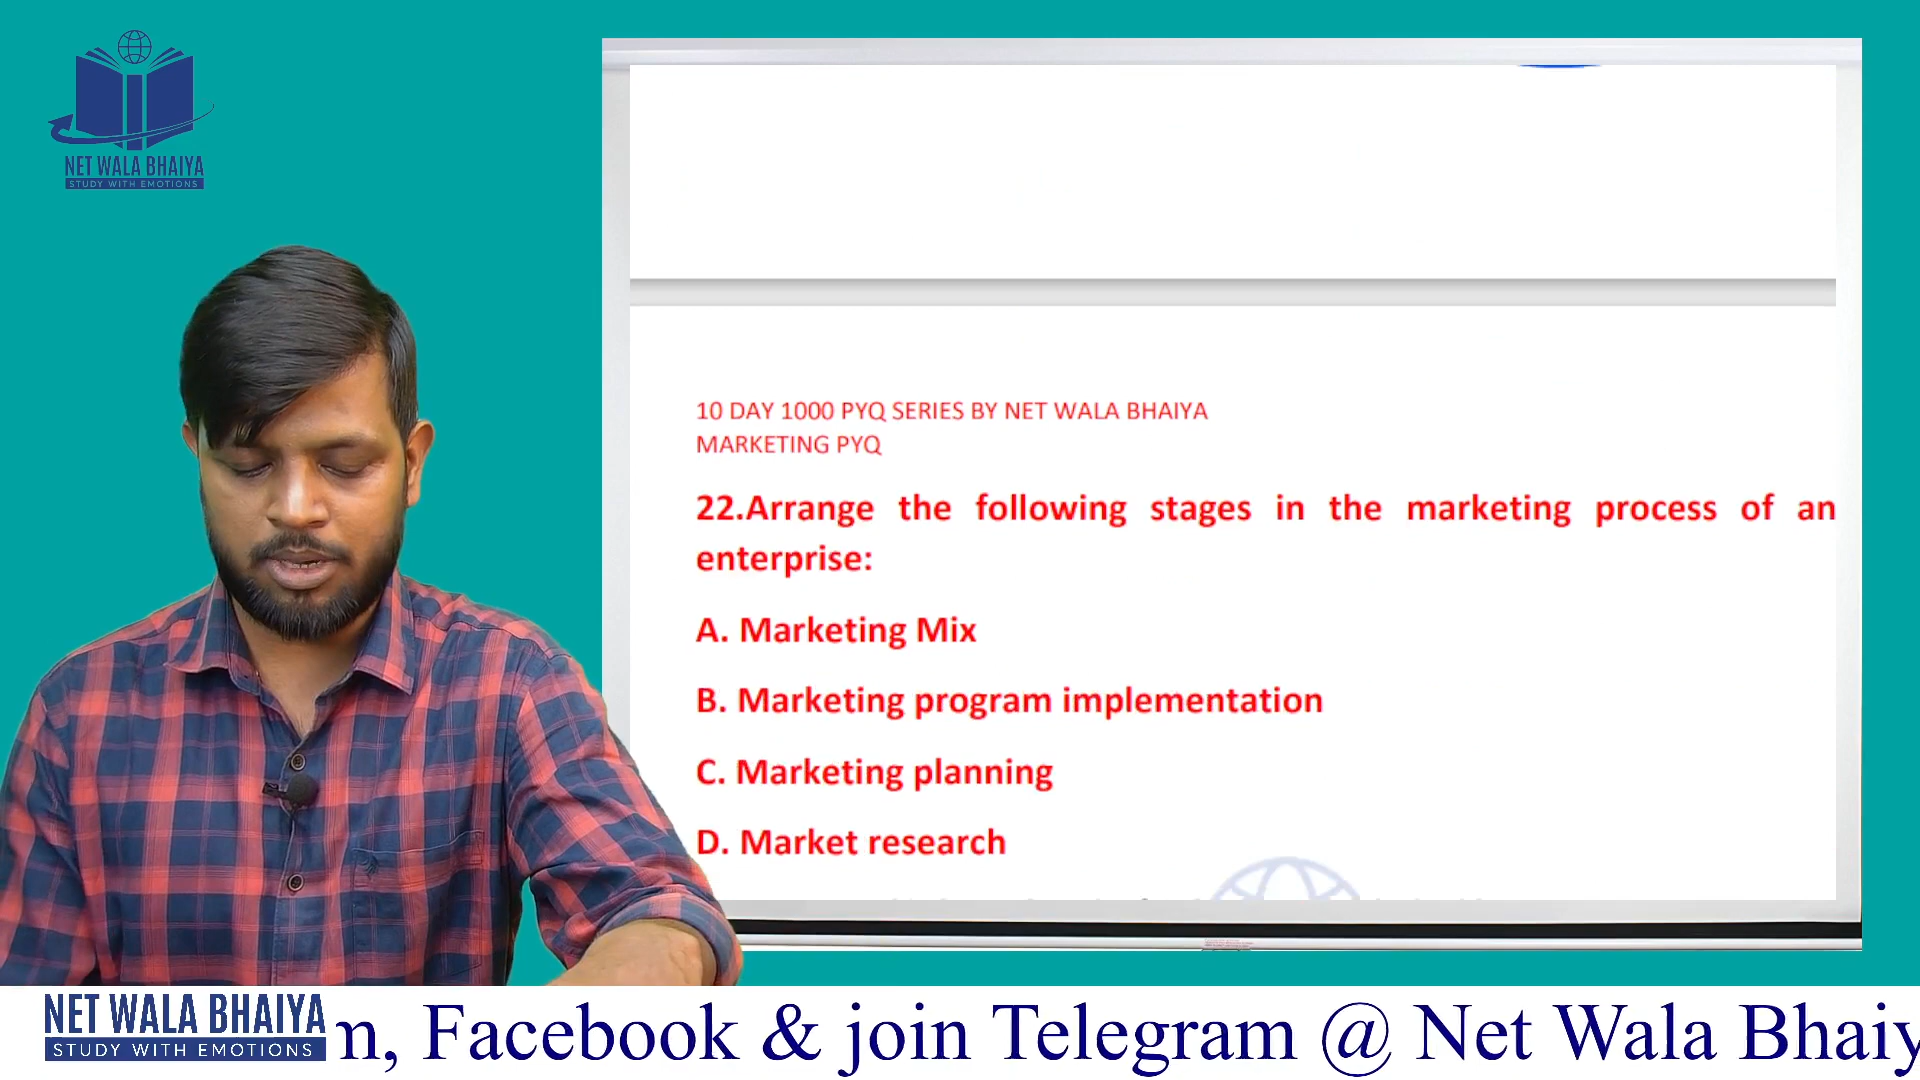 NET WALA BHAIYA
STUDY WITH EMOTIONS
10 DAY 1000 PYQ SERIES BY NET WALA BHAIYA
MARKETING PYQ
22.Arrange the following stages in the marketing process of an
enterprise:
A. Marketing Mix
B. Marketing program implementation
C. Marketing planning
D. Market research
NET WALA BHAIYA
STUDY WITH EMOTIONS
, Facebook & join Telegram @ Net Wala